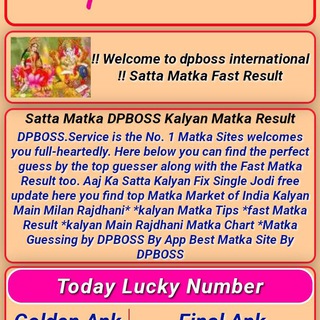 !! Welcome to dpboss international
!! Satta Matka Fast Result
Satta Matka DPBOSS Kalyan Matka Result
DPBOSS.Service is the No. 1 Matka Sites welcomes
you full-heartedly. Here below you can find the perfect
guess by the top guesser along with the Fast Matka
Result too. Aaj Ka Satta Kalyan Fix Single Jodi free
update here you find top Matka Market of India Kalyan
Main Milan Rajdhani* *kalyan Matka Tips *fast Matka
Result *kalyan Main Rajdhani Matka Chart *Matka
Guessing by DPBOSS By App Best Matka Site By
DPBOSS
Today Lucky Number
Golden Ank Final Ank